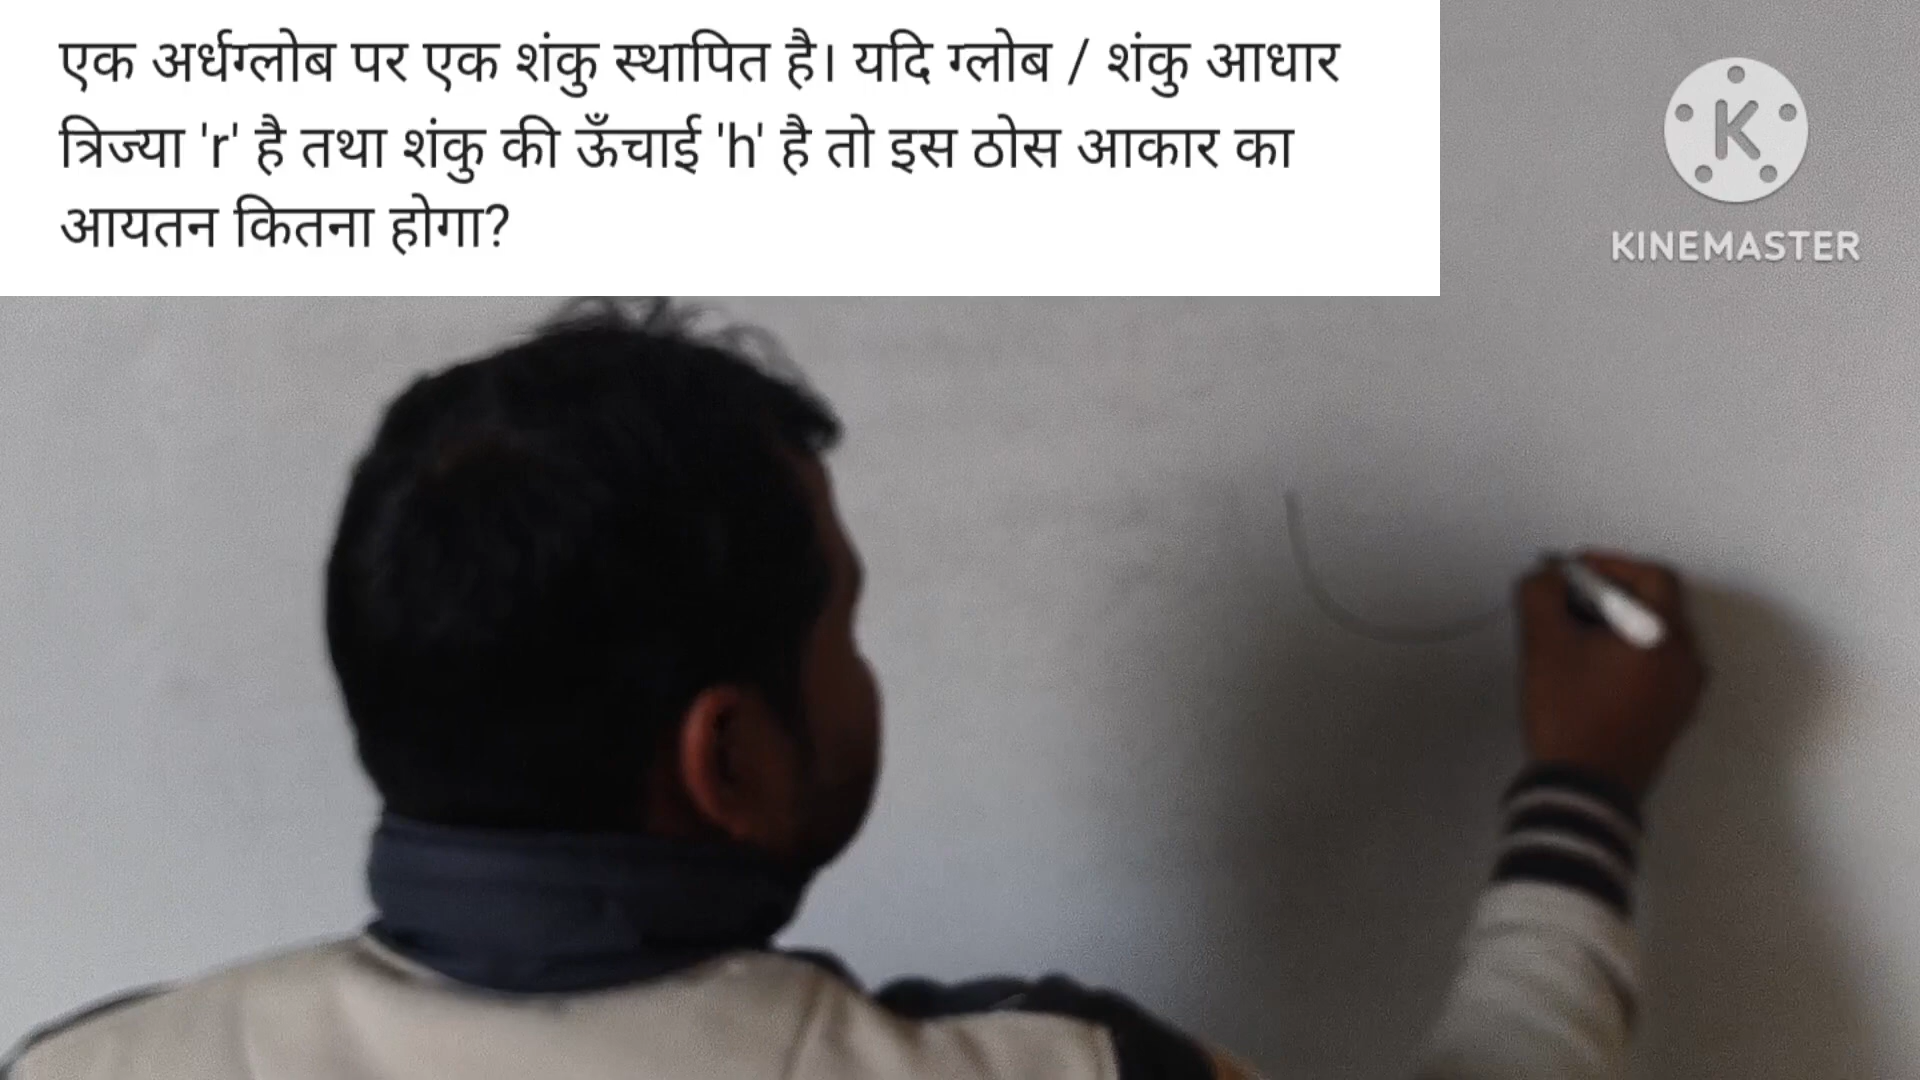 एक अर्धग्लोब पर एक शंकु स्थापित है। यदि ग्लोब / शंकु आधार
त्रिज्या 'r' है तथा शंकु की ऊँचाई 'h' है तो इस ठोस आकार का
आयतन कितना होगा?
K
KINEMASTER